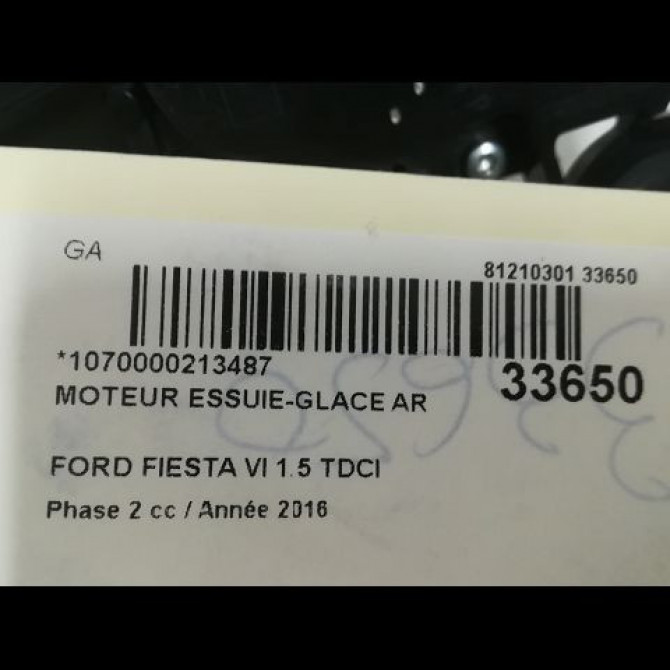 GA
81210301 33650
*1070000213487
33650
MOTEUR ESSUIE-GLACE AR
33650
FORD FIESTA VI 1.5 TDCI
Phase 2 cc / Année 2016